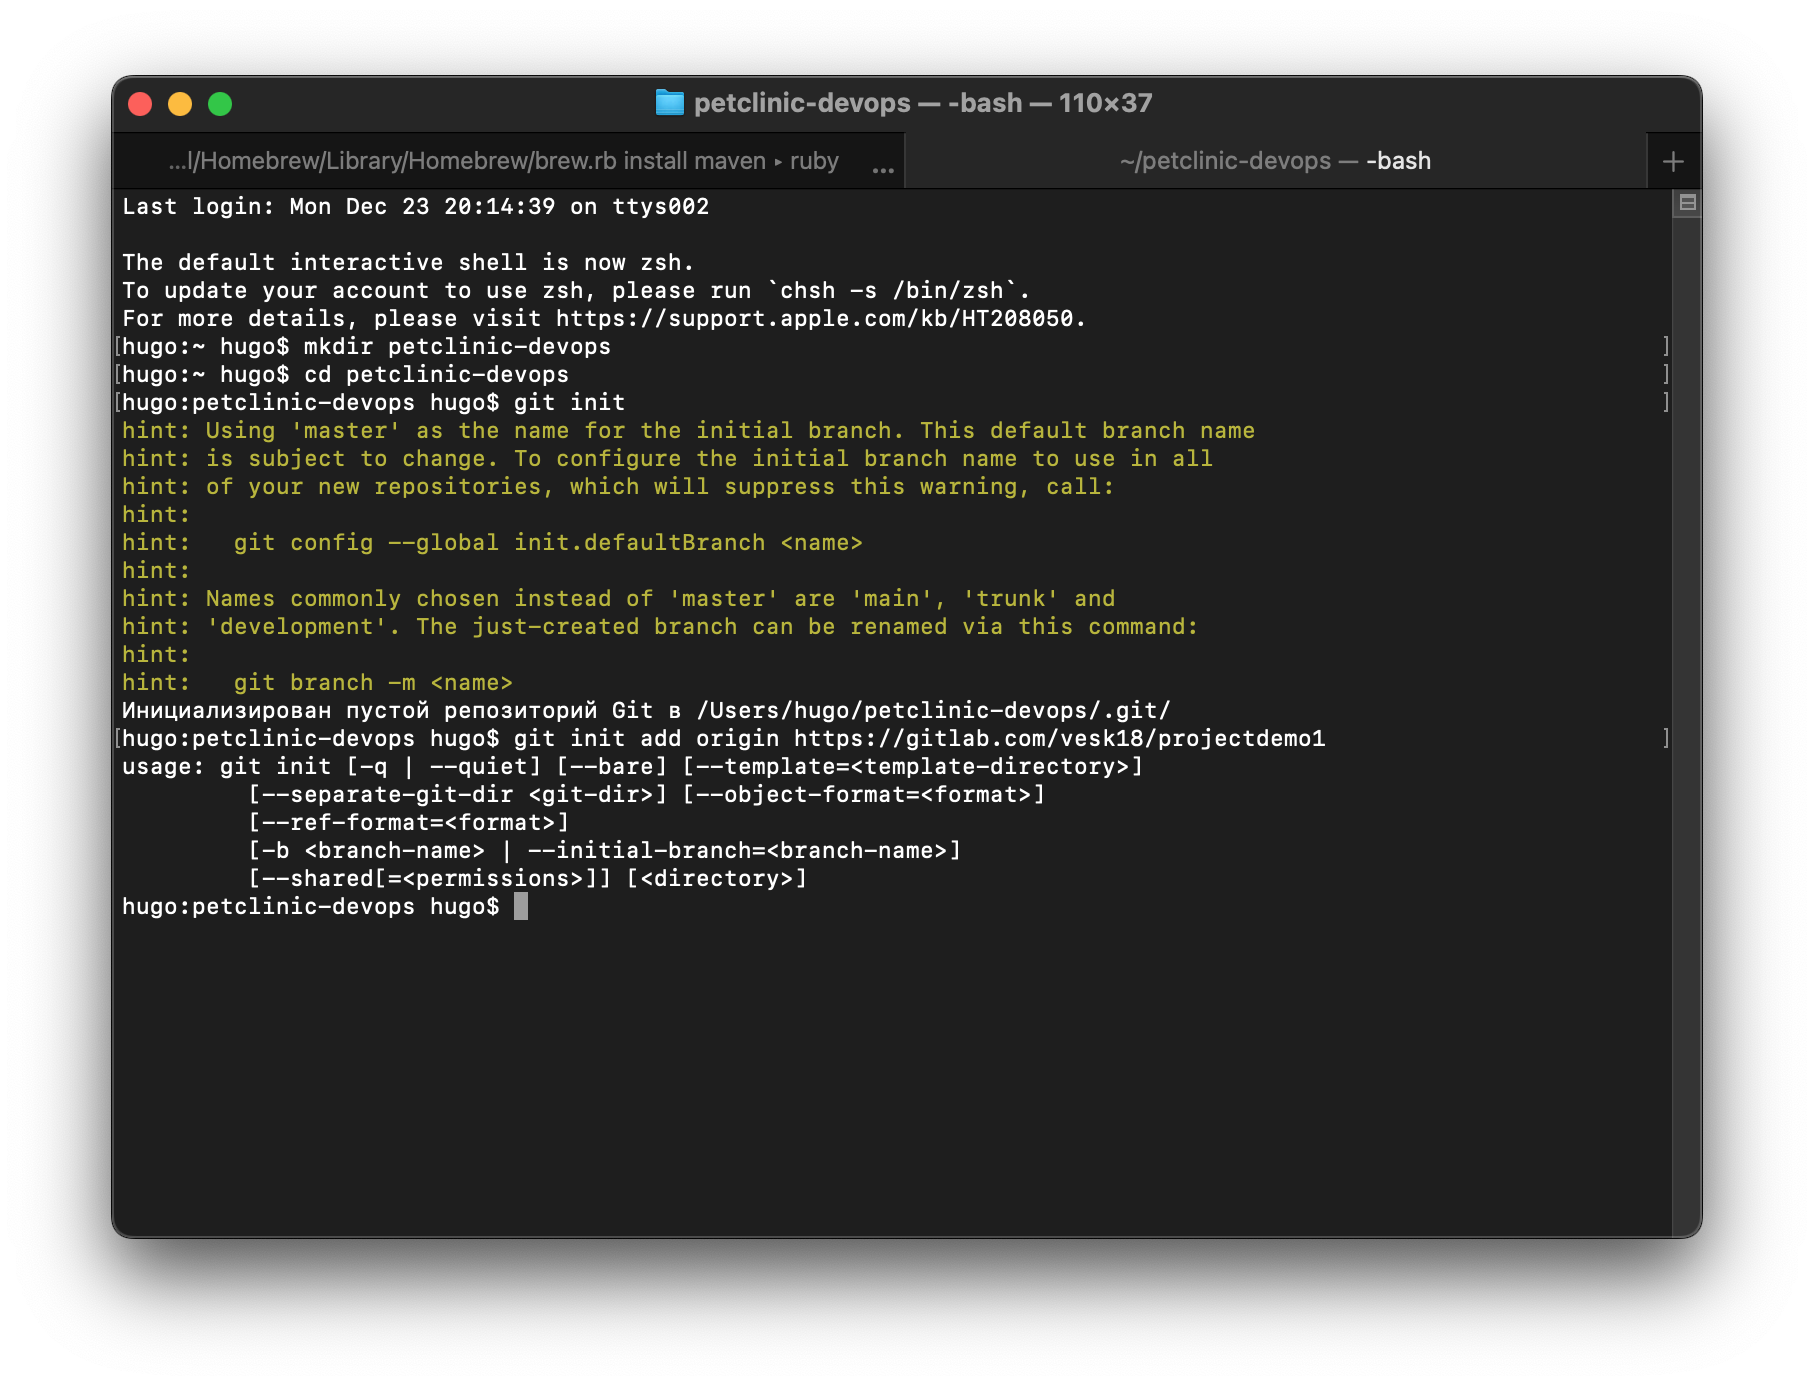 petclinic-devops — -bash — 110×37
...l/Homebrew/Library/Homebrew/brew.rb install maven ▸ ruby ...
~/petclinic-devops — -bash
Last login: Mon Dec 23 20:14:39 on ttys002
The default interactive shell is now zsh.
To update your account to use zsh, please run `chsh -s /bin/zsh`.
For more details, please visit https://support.apple.com/kb/HT208050.
[hugo:~ hugo$ mkdir petclinic-devops ]
[hugo:~ hugo$ cd petclinic-devops ]
[hugo:petclinic-devops hugo$ git init ]
hint: Using 'master' as the name for the initial branch. This default branch name
hint: is subject to change. To configure the initial branch name to use in all
hint: of your new repositories, which will suppress this warning, call:
hint:
hint:   git config --global init.defaultBranch <name>
hint:
hint: Names commonly chosen instead of 'master' are 'main', 'trunk' and
hint: 'development'. The just-created branch can be renamed via this command:
hint:
hint:   git branch -m <name>
Инициализирован пустой репозиторий Git в /Users/hugo/petclinic-devops/.git/
[hugo:petclinic-devops hugo$ git init add origin https://gitlab.com/vesk18/projectdemo1 ]
usage: git init [-q | --quiet] [--bare] [--template=<template-directory>]
         [--separate-git-dir <git-dir>] [--object-format=<format>]
         [--ref-format=<format>]
         [-b <branch-name> | --initial-branch=<branch-name>]
         [--shared[=<permissions>]] [<directory>]
hugo:petclinic-devops hugo$